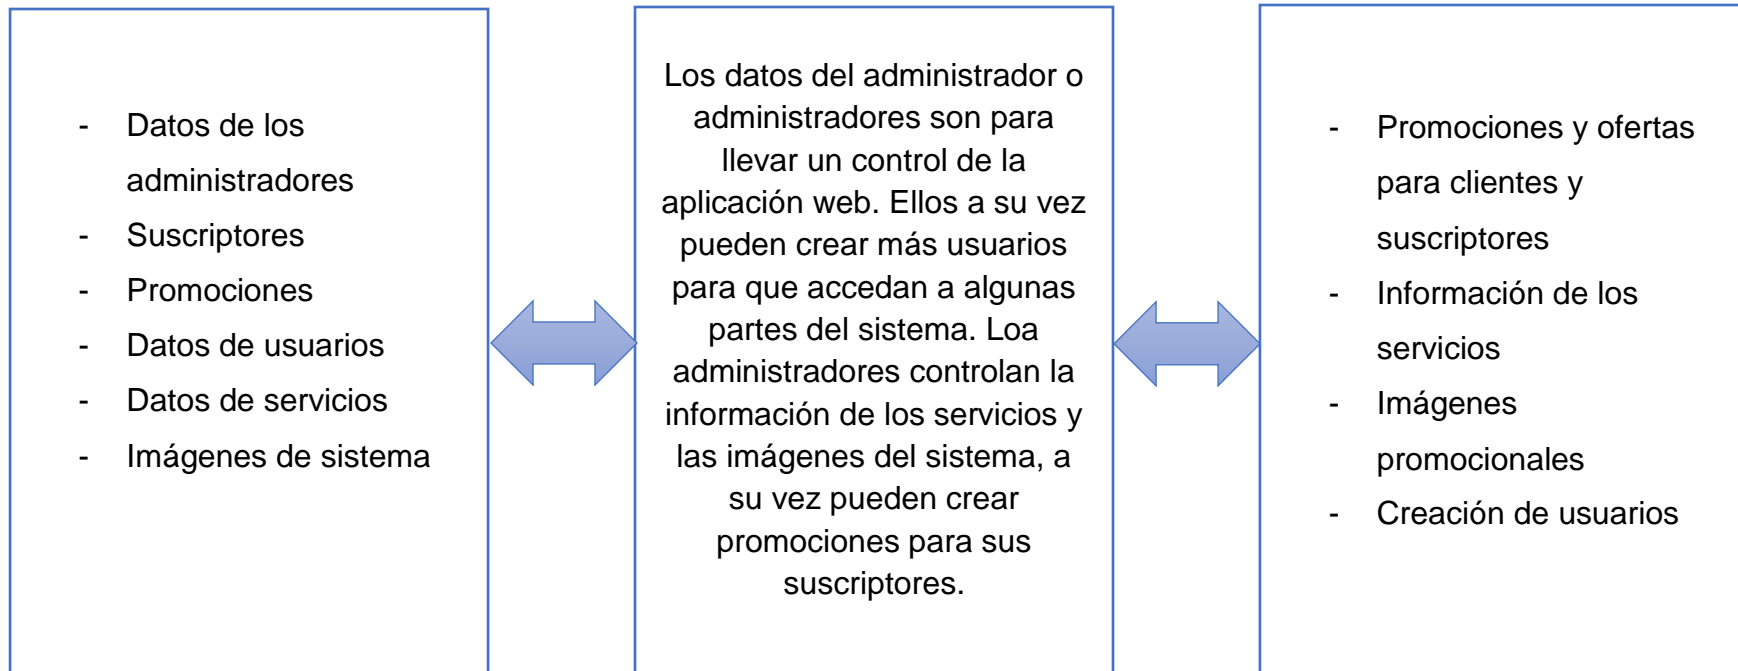 - Datos de los
administradores
- Suscriptores
- Promociones
- Datos de usuarios
- Datos de servicios
- Imágenes de sistema
Los datos del administrador o
administradores son para
llevar un control de la
aplicación web. Ellos a su vez
pueden crear más usuarios
para que accedan a algunas
partes del sistema. Loa
administradores controlan la
información de los servicios y
las imágenes del sistema, a
su vez pueden crear
promociones para sus
suscriptores.
- Promociones y ofertas
para clientes y
suscriptores
- Información de los
servicios
- Imágenes
promocionales
- Creación de usuarios